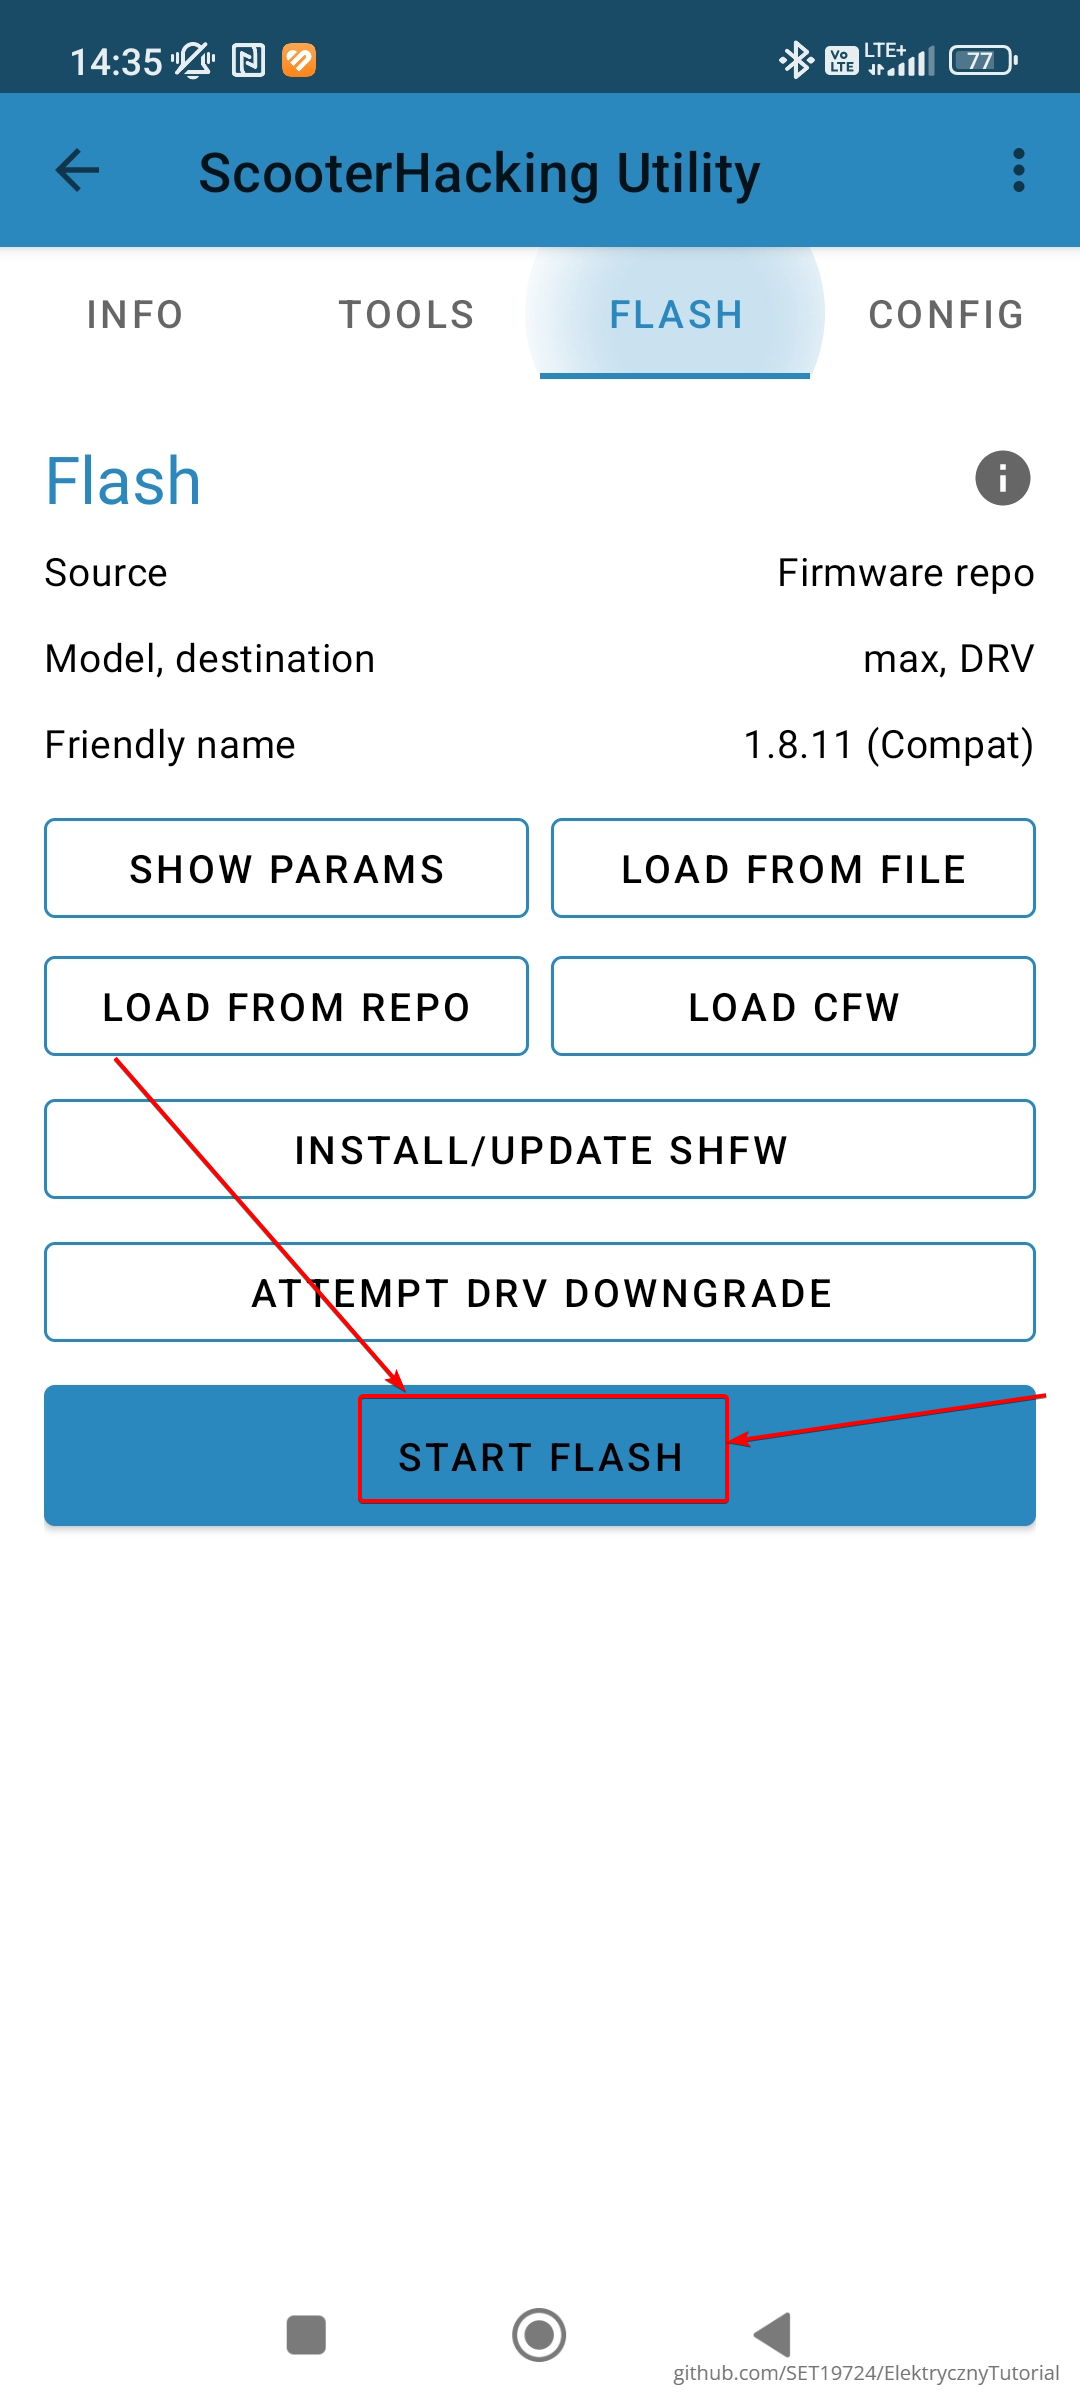 14:35
Vo LTE
LTE+
77
ScooterHacking Utility
INFO TOOLS FLASH CONFIG
Flash
Source Firmware repo
Model, destination max, DRV
Friendly name 1.8.11 (Compat)
SHOW PARAMS LOAD FROM FILE
LOAD FROM REPO LOAD CFW
INSTALL/UPDATE SHFW
ATTEMPT DRV DOWNGRADE
START FLASH
github.com/SET19724/ElektrycznyTutorial